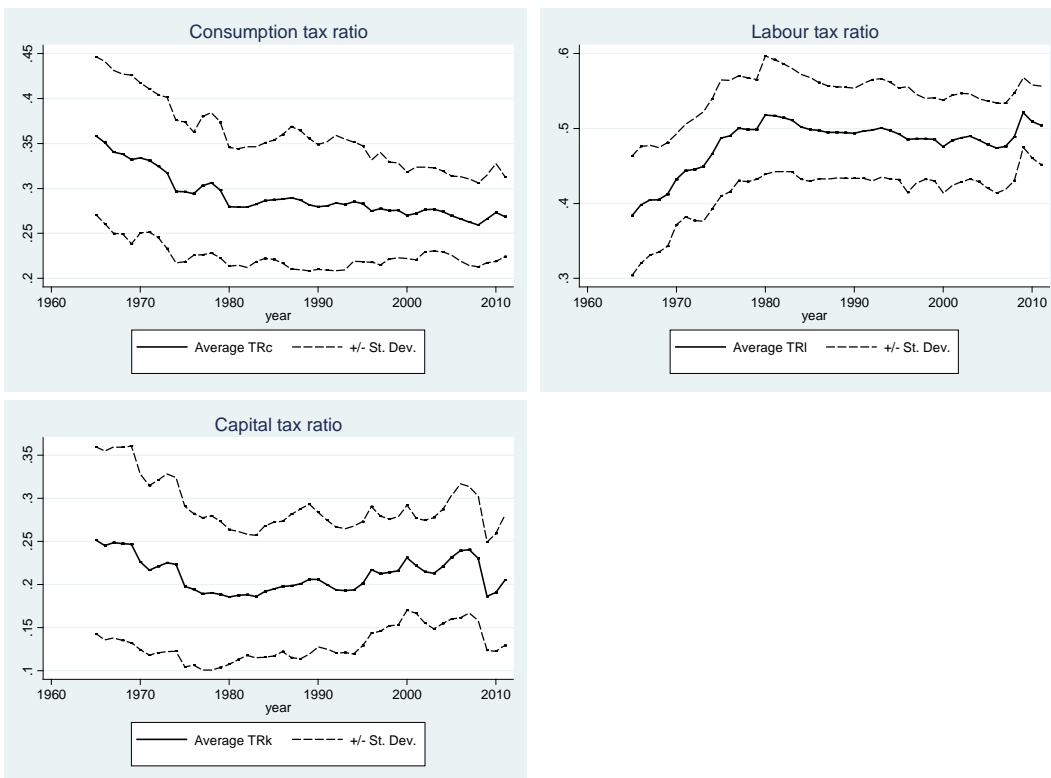 Consumption tax ratio
.45
.4
.35
.3
.25
.2
1960 1970 1980 1990 2000 2010
year
Average TRc +/- St. Dev.
Labour tax ratio
.6
.5
.4
.3
1960 1970 1980 1990 2000 2010
year
Average TRl +/- St. Dev.
Capital tax ratio
.35
.3
.25
.2
.15
.1
1960 1970 1980 1990 2000 2010
year
Average TRk +/- St. Dev.